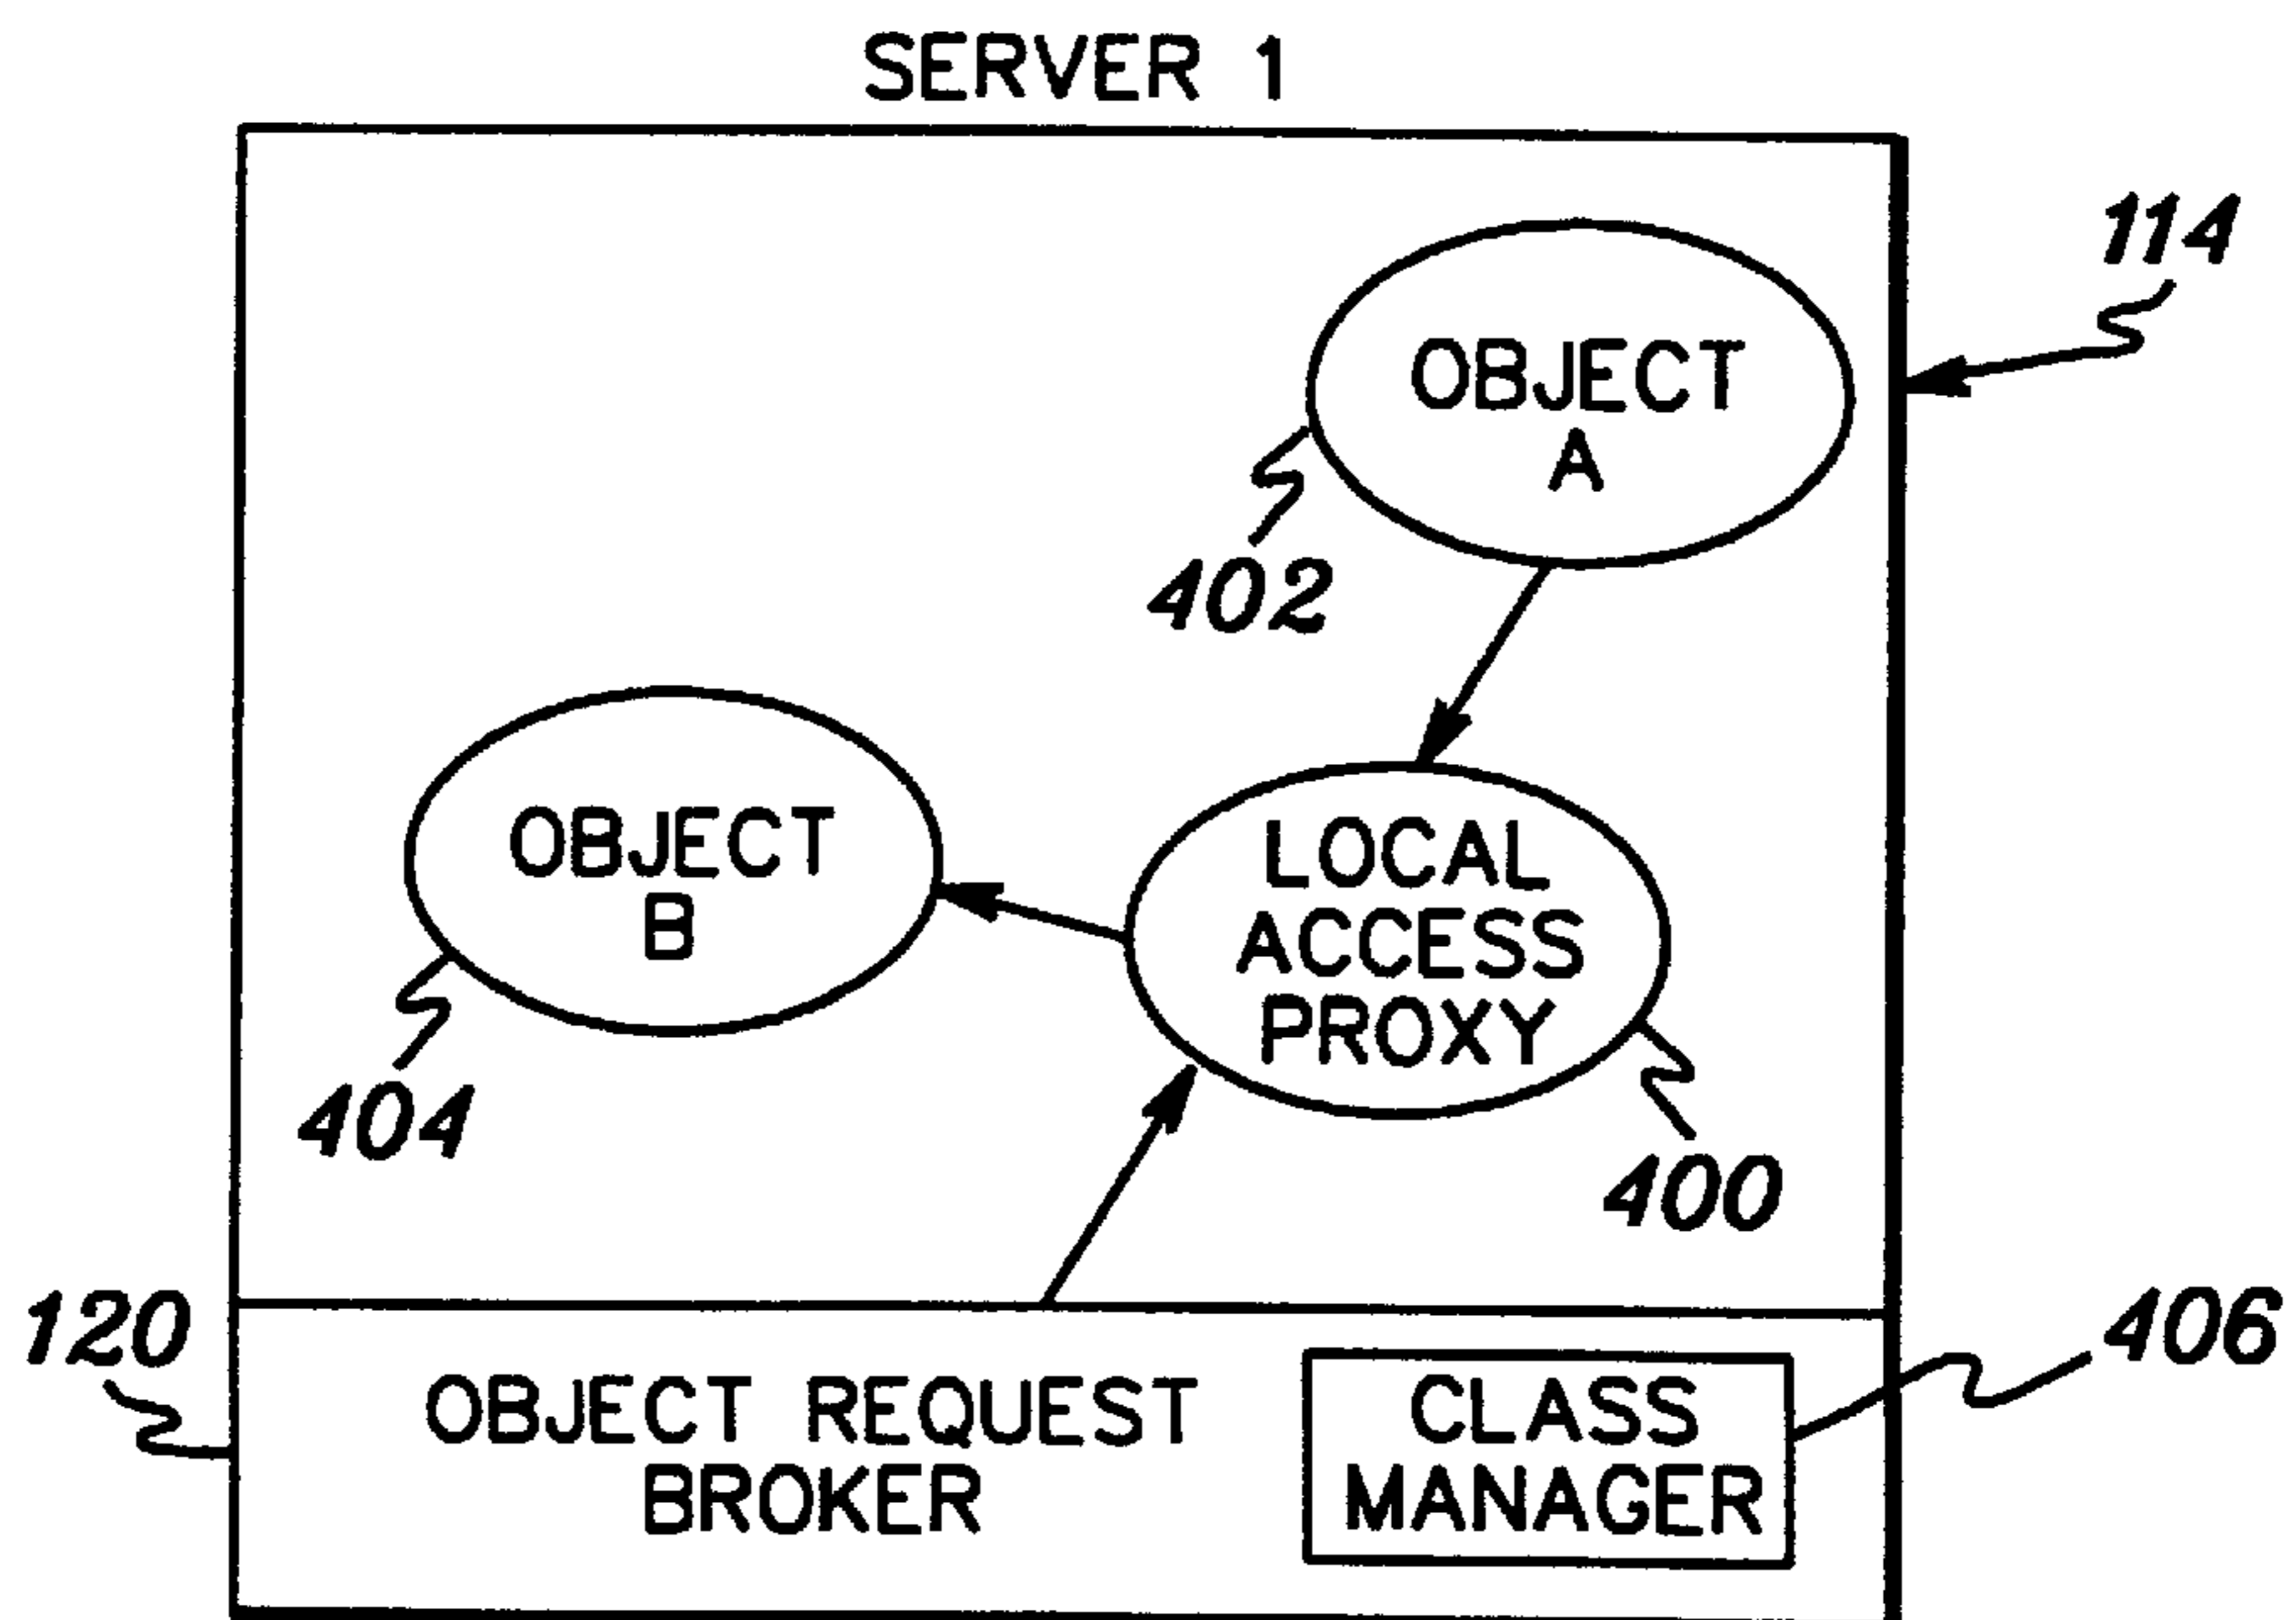 SERVER 1
114
OBJECT
A
402
OBJECT
B
404
LOCAL
ACCESS
PROXY
400
120
OBJECT REQUEST
BROKER
CLASS
MANAGER
406